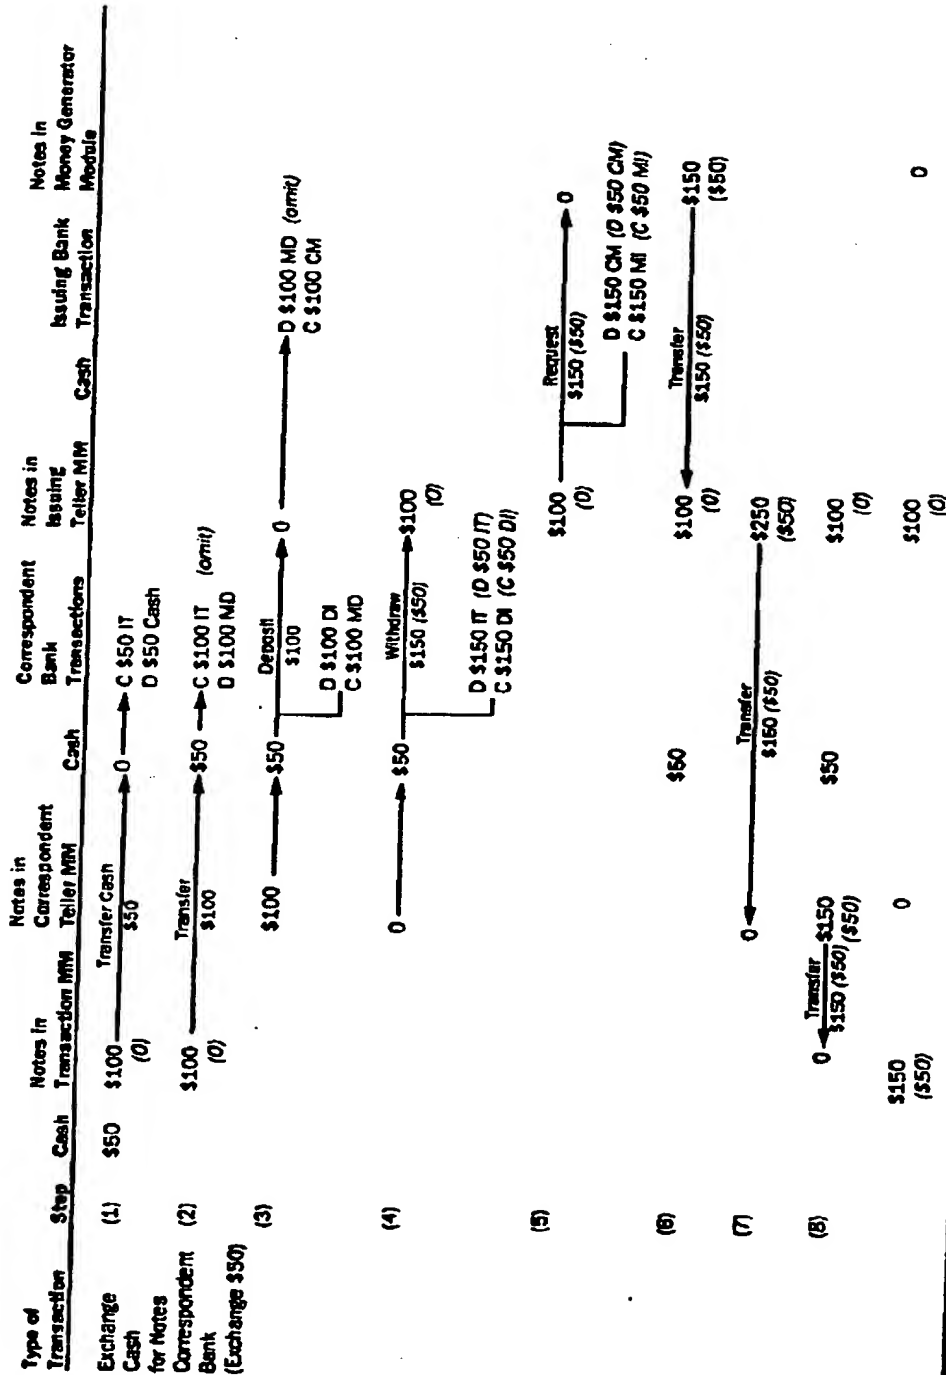 Type of
Transaction
Step
Cash
Notes in
Transaction MM
Notes in
Correspondent
Teller MM
Cash
Correspondent
Bank
Transactions
Notes in
Issuing
Teller MM
Cash
Issuing Bank
Transaction
Notes in
Money Generator
Module
Exchange
Cash
for Notes
Correspondent
Bank
(Exchange $50)
(1)
$50
$100
(0)
Transfer Cash
$50
0
C $50 IT
D $50 Cash
(2)
$100
(0)
Transfer
$100
$50
C $100 IT (omit)
D $100 MD
(3)
$100
$50
Deposit
$100
D $100 DI
C $100 MD
0
D $100 MD (omit)
C $100 CM
(4)
0
$50
Withdraw
$150 ($50)
D $150 IT (D $50 IT)
C $150 DI (C $50 DI)
$100
(0)
(5)
$100
(0)
Request
$150 ($50)
D $150 CM (D $50 CM)
C $150 MI (C $50 MI)
0
(6)
$50
$100
(0)
Transfer
$150 ($50)
$150
($50)
(7)
0
Transfer
$150 ($50)
$250
($50)
(8)
0
Transfer
$150 ($50)
$150
($50)
$50
$100
(0)
$150
($50)
0
$100
(0)
0